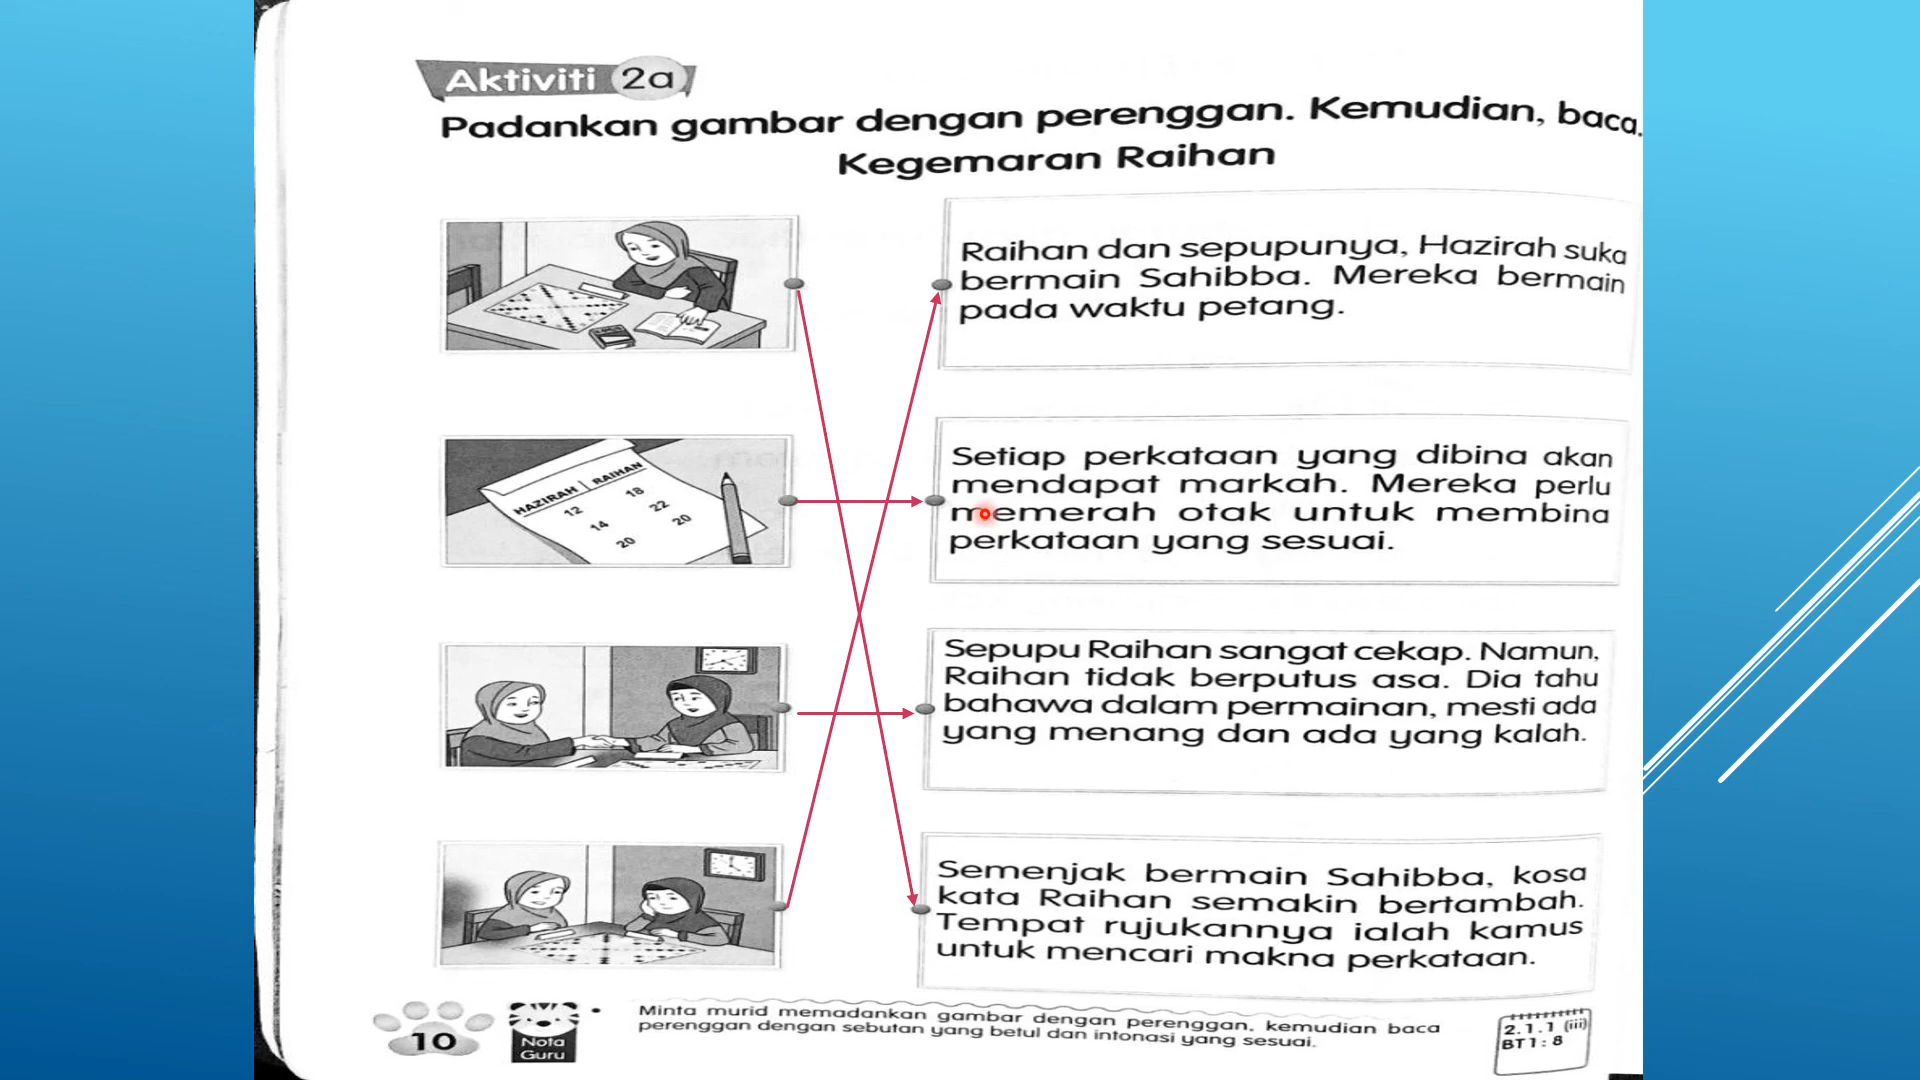 Aktiviti 2a
Padankan gambar dengan perenggan. Kemudian, baca.
Kegemaran Raihan
Raihan dan sepupunya, Hazirah suka
bermain Sahibba. Mereka bermain
pada waktu petang.
HAZIRAH | RAIHAN
12 18
14 22
20 20
Setiap perkataan yang dibina akan
mendapat markah. Mereka perlu
memerah otak untuk membina
perkataan yang sesuai.
Sepupu Raihan sangat cekap. Namun,
Raihan tidak berputus asa. Dia tahu
bahawa dalam permainan, mesti ada
yang menang dan ada yang kalah.
Semenjak bermain Sahibba, kosa
kata Raihan semakin bertambah.
Tempat rujukannya ialah kamus
untuk mencari makna perkataan.
10
Nota
Guru
• Minta murid memadankan gambar dengan perenggan, kemudian baca
perenggan dengan sebutan yang betul dan intonasi yang sesuai.
2.1.1 (iii)
BT1: 8